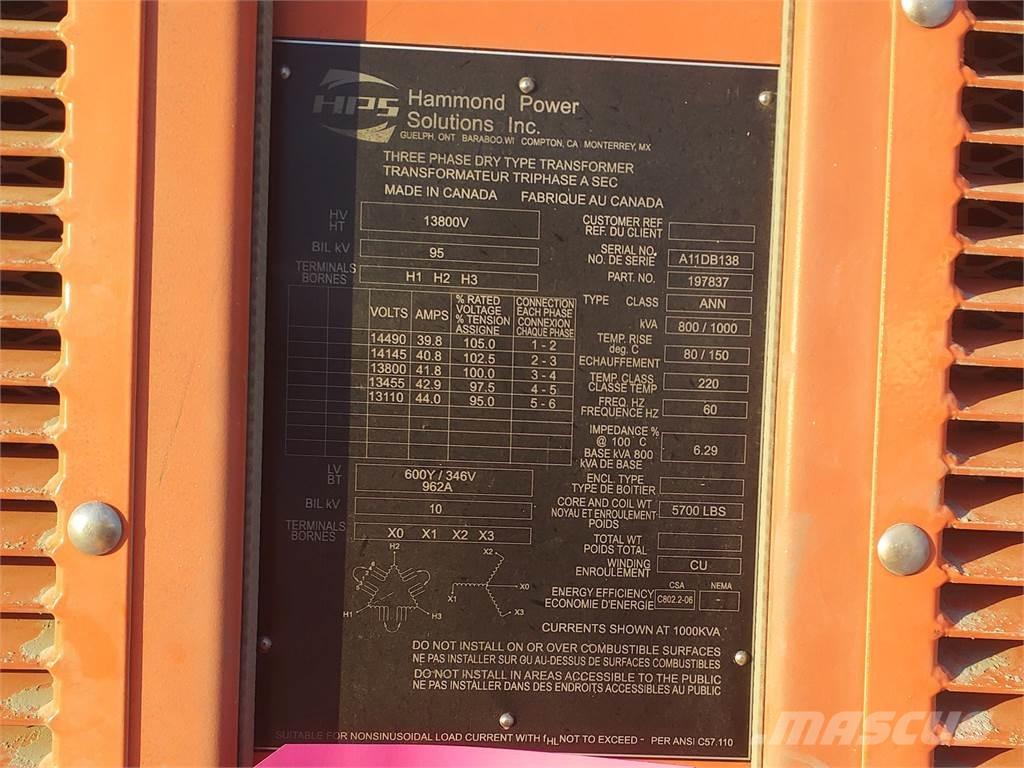 HPS
Hammond Power
Solutions Inc.
GUELPH, ONT BARABOO,WI COMPTON, CA MONTERREY, MX
THREE PHASE DRY TYPE TRANSFORMER
TRANSFORMATEUR TRIPHASE A SEC
MADE IN CANADA FABRIQUE AU CANADA
HV
HT
13800V
BIL kV
95
TERMINALS
BORNES
H1 H2 H3
VOLTS AMPS % RATED VOLTAGE % TENSION ASSIGNE CONNECTION EACH PHASE CONNEXION CHAQUE PHASE
14490 39.8 105.0 1 - 2
14145 40.8 102.5 2 - 3
13800 41.8 100.0 3 - 4
13455 42.9 97.5 4 - 5
13110 44.0 95.0 5 - 6
LV
BT
600Y / 346V
962A
BIL kV
10
TERMINALS
BORNES
X0 X1 X2 X3
H2
H1
H3
X2
X1
X0
X3
CUSTOMER REF
REF. DU CLIENT
SERIAL NO.
NO. DE SERIE
A11DB138
PART. NO.
197837
TYPE CLASS
ANN
kVA
800 / 1000
TEMP. RISE
deg. C
ECHAUFFEMENT
80 / 150
TEMP. CLASS
CLASSE TEMP
220
FREQ. HZ
FREQUENCE HZ
60
IMPEDANCE %
@ 100° C
BASE kVA 800
kVA DE BASE
6.29
ENCL. TYPE
TYPE DE BOITIER
CORE AND COIL WT
NOYAU ET ENROULEMENT
POIDS
5700 LBS
TOTAL WT
POIDS TOTAL
WINDING
ENROULEMENT
CU
CSA NEMA
ENERGY EFFICIENCY
ECONOMIE D'ENERGIE
C802.2-06
-
CURRENTS SHOWN AT 1000KVA
DO NOT INSTALL ON OR OVER COMBUSTIBLE SURFACES
NE PAS INSTALLER SUR OU AU-DESSUS DE SURFACES COMBUSTIBLES
DO NOT INSTALL IN AREAS ACCESSIBLE TO THE PUBLIC
NE PAS INSTALLER DANS DES ENDROITS ACCESSIBLES AU PUBLIC
SUITABLE FOR NONSINUSOIDAL LOAD CURRENT WITH fHL NOT TO EXCEED - PER ANSI C57.110
MASCUS